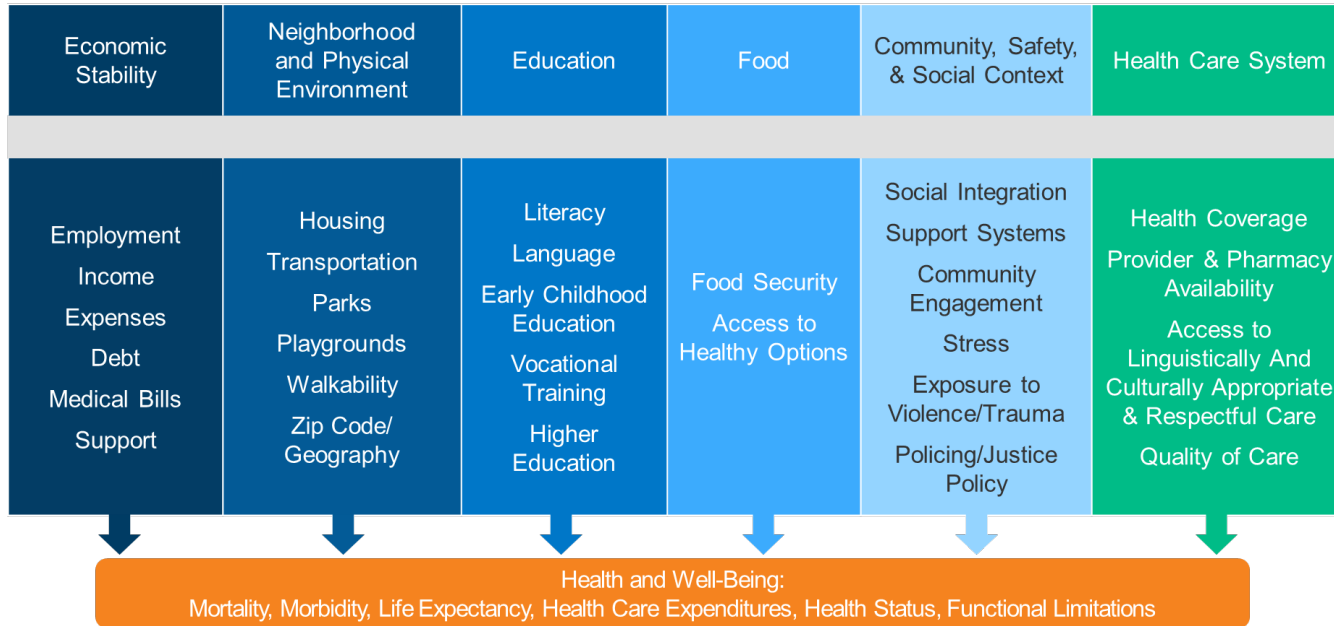 Economic
Stability
Neighborhood
and Physical
Environment
Education
Food
Community, Safety,
& Social Context
Health Care System
Employment
Income
Expenses
Debt
Medical Bills
Support
Housing
Transportation
Parks
Playgrounds
Walkability
Zip Code/
Geography
Literacy
Language
Early Childhood
Education
Vocational
Training
Higher
Education
Food Security
Access to
Healthy Options
Social Integration
Support Systems
Community
Engagement
Stress
Exposure to
Violence/Trauma
Policing/Justice
Policy
Health Coverage
Provider & Pharmacy
Availability
Access to
Linguistically And
Culturally Appropriate
& Respectful Care
Quality of Care
Health and Well-Being:
Mortality, Morbidity, Life Expectancy, Health Care Expenditures, Health Status, Functional Limitations